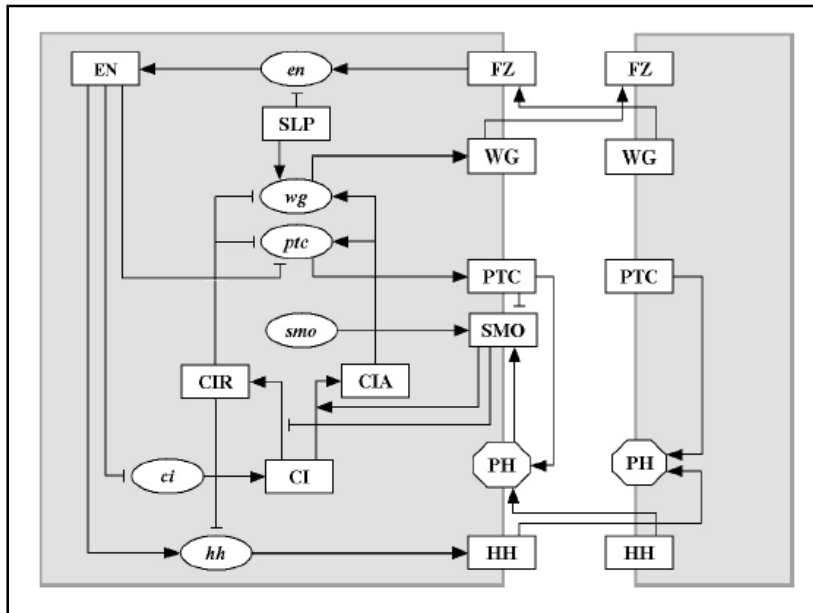 EN en FZ FZ
SLP
WG WG
wg
ptc
PTC PTC
smo SMO
CIR CIA
PH PH
ci CI
hh HH HH